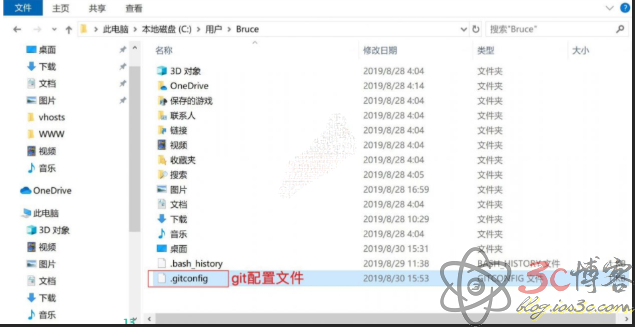 文件 主页 共享 查看
此电脑 本地磁盘 (C:) 用户 Bruce 搜索"Bruce"
名称 修改日期 类型 大小
桌面
下载
文档
图片
vhosts
WWW
视频
音乐
OneDrive
此电脑
3D 对象
视频
图片
文档
下载
音乐
3D 对象 2019/8/28 4:04 文件夹
OneDrive 2019/8/28 4:14 文件夹
保存的游戏 2019/8/28 4:04 文件夹
联系人 2019/8/28 4:04 文件夹
链接 2019/8/28 4:04 文件夹
视频 2019/8/28 4:04 文件夹
收藏夹 2019/8/28 4:04 文件夹
搜索 2019/8/28 4:05 文件夹
图片 2019/8/28 16:59 文件夹
文档 2019/8/28 4:04 文件夹
下载 2019/8/28 10:29 文件夹
音乐 2019/8/28 4:04 文件夹
桌面 2019/8/30 15:31 文件夹
.bash_history 2019/8/29 11:38 BASH_HISTORY 文件
.gitconfig git配置文件 2019/8/30 15:53 GITCONFIG 文件
3c博客
blog.ios3c.com